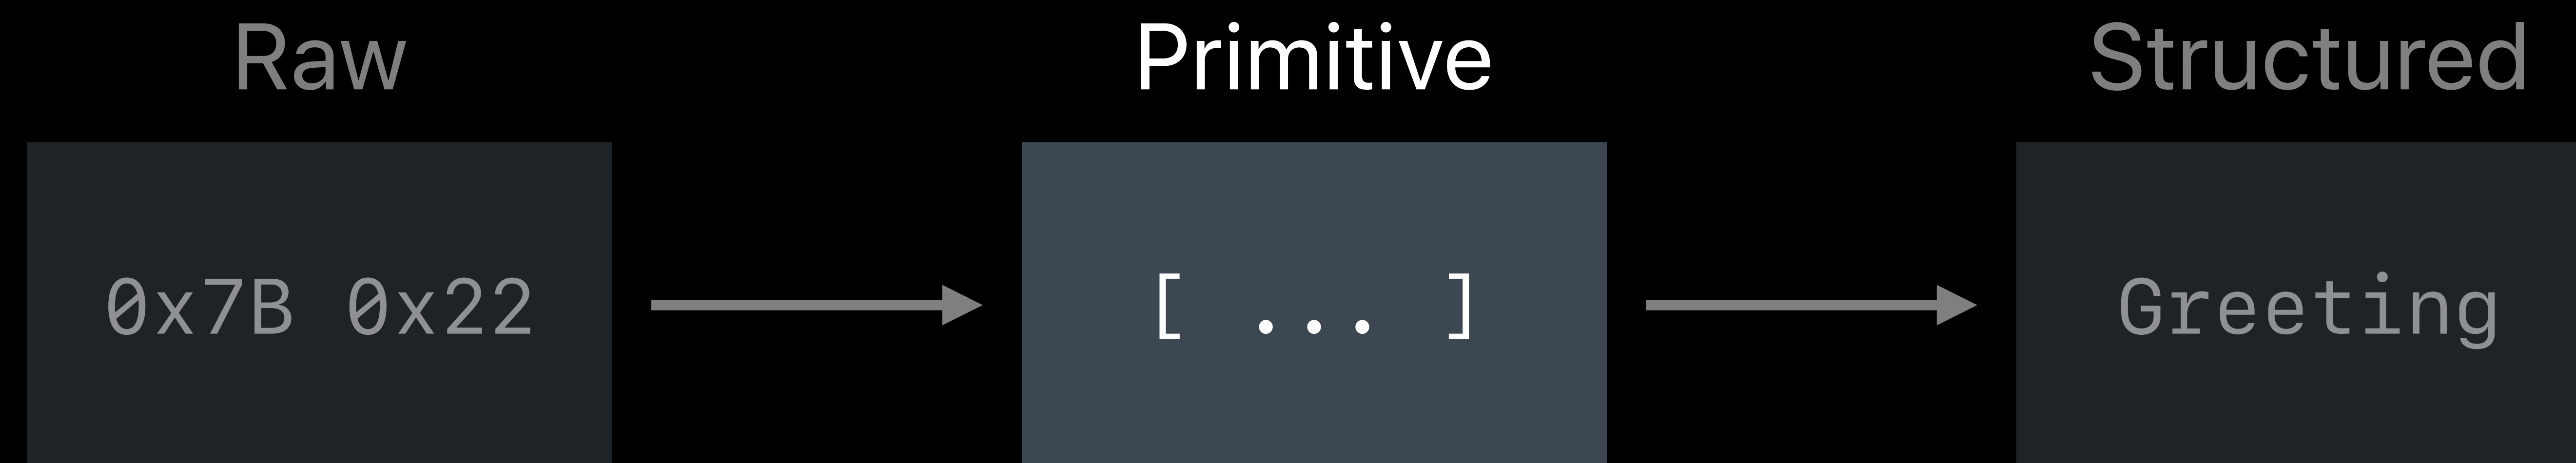 Raw
Primitive
Structured
0x7B 0x22
[ ... ]
Greeting